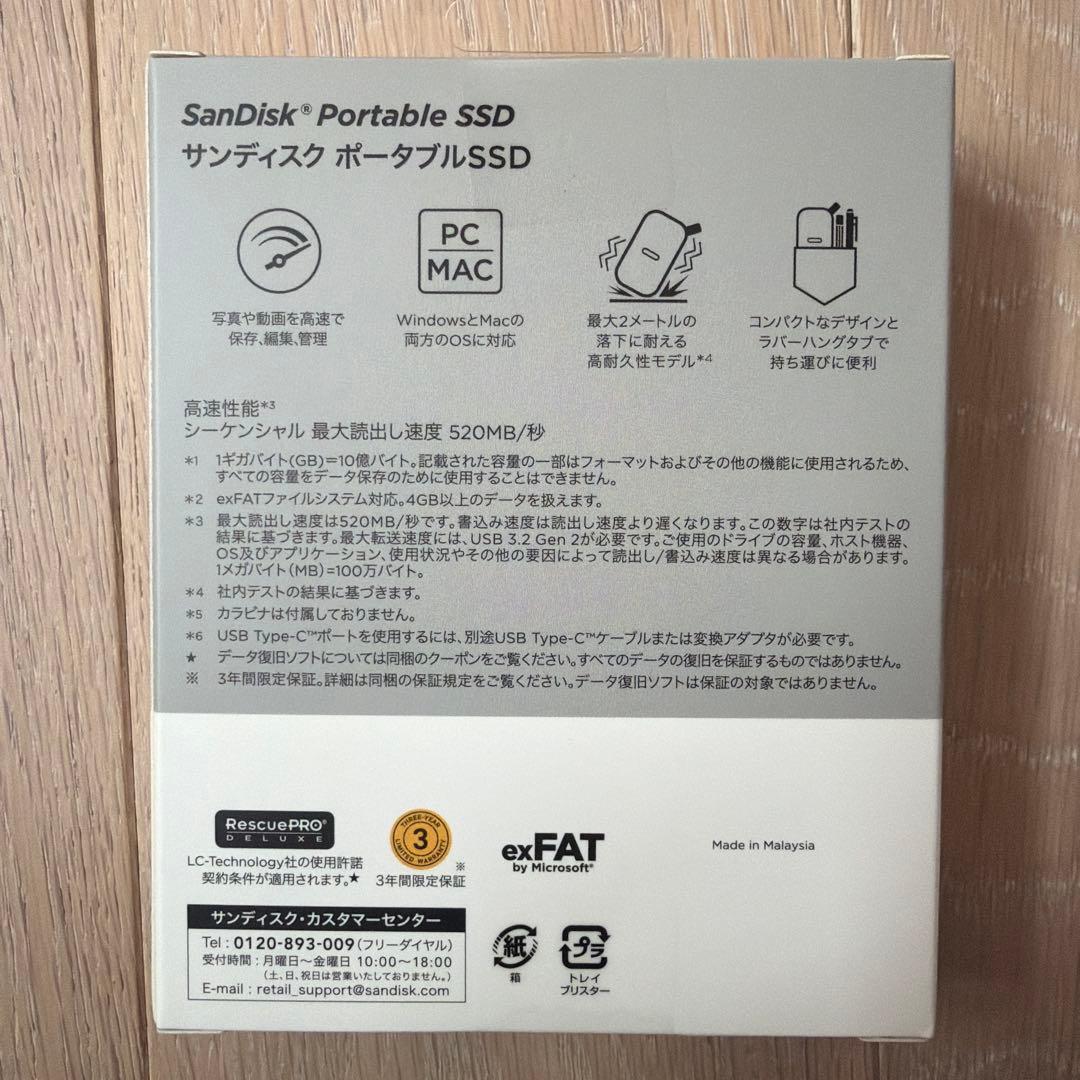 SanDisk® Portable SSD
サンディスク ポータブルSSD
PC
MAC
写真や動画を高速で
保存、編集、管理
WindowsとMacの
両方のOSに対応
最大2メートルの
落下に耐える
高耐久性モデル*4
コンパクトなデザインと
ラバーハングタブで
持ち運びに便利
高速性能*3
シーケンシャル 最大読出し速度 520MB/秒
*1 1ギガバイト(GB)=10億バイト。記載された容量の一部はフォーマットおよびその他の機能に使用されるため、
すべての容量をデータ保存のために使用することはできません。
*2 exFATファイルシステム対応。4GB以上のデータを扱えます。
*3 最大読出し速度は520MB/秒です。書込み速度は読出し速度より遅くなります。この数字は社内テストの
結果に基づきます。最大転送速度には、USB 3.2 Gen 2が必要です。ご使用のドライブの容量、ホスト機器、
OS及びアプリケーション、使用状況やその他の要因によって読出し/書込み速度は異なる場合があります。
1メガバイト(MB)=100万バイト。
*4 社内テストの結果に基づきます。
*5 カラビナは付属しておりません。
*6 USB Type-C™ポートを使用するには、別途USB Type-C™ケーブルまたは変換アダプタが必要です。
★ データ復旧ソフトについては同梱のクーポンをご覧ください。すべてのデータの復旧を保証するものではありません。
※ 3年間限定保証。詳細は同梱の保証規定をご覧ください。データ復旧ソフトは保証の対象ではありません。
RescuePRO®
DELUXE
LC-Technology社の使用許諾
契約条件が適用されます。★
THREE-YEAR
3
LIMITED WARRANTY
※
3年間限定保証
exFAT
by Microsoft®
Made in Malaysia
サンディスク・カスタマーセンター
Tel : 0120-893-009(フリーダイヤル)
受付時間 : 月曜日〜金曜日 10:00〜18:00
(土、日、祝日は営業いたしておりません。)
E-mail : retail_support@sandisk.com
紙
箱
プラ
トレイ
ブリスター